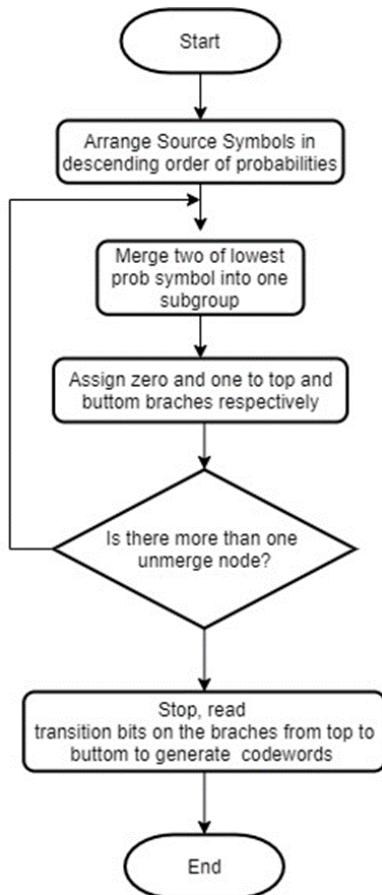 Start
Arrange Source Symbols in
descending order of probabilities
Merge two of lowest
prob symbol into one
subgroup
Assign zero and one to top and
buttom braches respectively
Is there more than one
unmerge node?
Stop, read
transition bits on the braches from top to
buttom to generate codewords
End